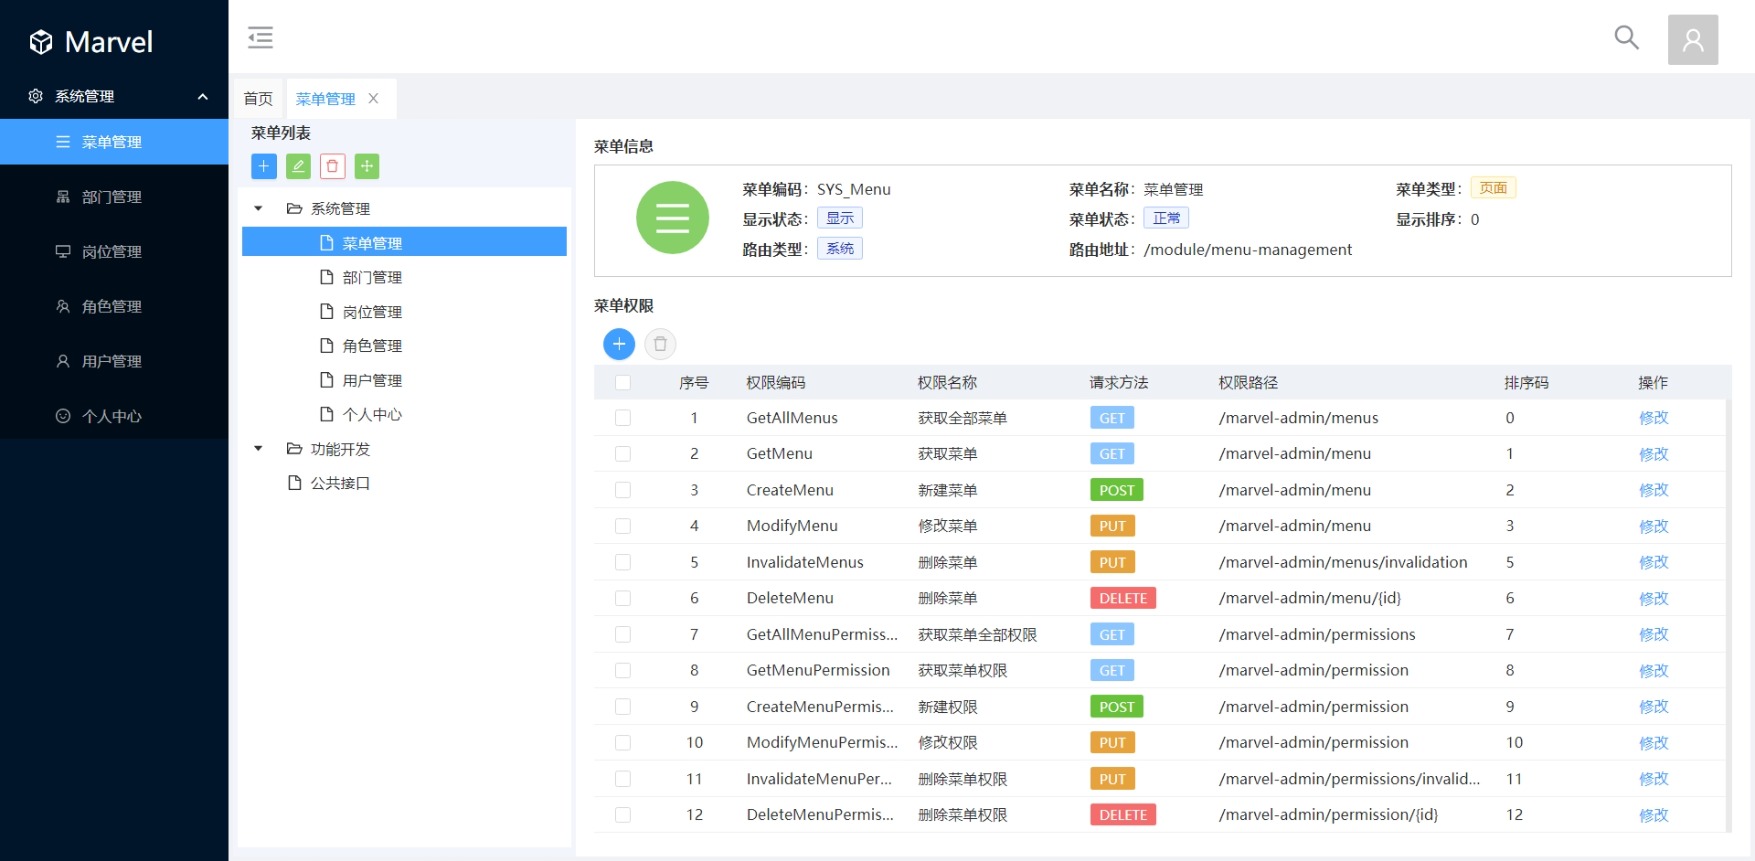 Marvel
系统管理
菜单管理
部门管理
岗位管理
角色管理
用户管理
个人中心
首页 菜单管理
菜单列表
系统管理
菜单管理
部门管理
岗位管理
角色管理
用户管理
个人中心
功能开发
公共接口
菜单信息
菜单编码: SYS_Menu 菜单名称: 菜单管理 菜单类型: 页面
显示状态: 显示 菜单状态: 正常 显示排序: 0
路由类型: 系统 路由地址: /module/menu-management
菜单权限
序号 权限编码 权限名称 请求方法 权限路径 排序码 操作
1 GetAllMenus 获取全部菜单 GET /marvel-admin/menus 0 修改
2 GetMenu 获取菜单 GET /marvel-admin/menu 1 修改
3 CreateMenu 新建菜单 POST /marvel-admin/menu 2 修改
4 ModifyMenu 修改菜单 PUT /marvel-admin/menu 3 修改
5 InvalidateMenus 删除菜单 PUT /marvel-admin/menus/invalidation 5 修改
6 DeleteMenu 删除菜单 DELETE /marvel-admin/menu/{id} 6 修改
7 GetAllMenuPermiss... 获取菜单全部权限 GET /marvel-admin/permissions 7 修改
8 GetMenuPermission 获取菜单权限 GET /marvel-admin/permission 8 修改
9 CreateMenuPermis... 新建权限 POST /marvel-admin/permission 9 修改
10 ModifyMenuPermis... 修改权限 PUT /marvel-admin/permission 10 修改
11 InvalidateMenuPer... 删除菜单权限 PUT /marvel-admin/permissions/invalid... 11 修改
12 DeleteMenuPermis... 删除菜单权限 DELETE /marvel-admin/permission/{id} 12 修改